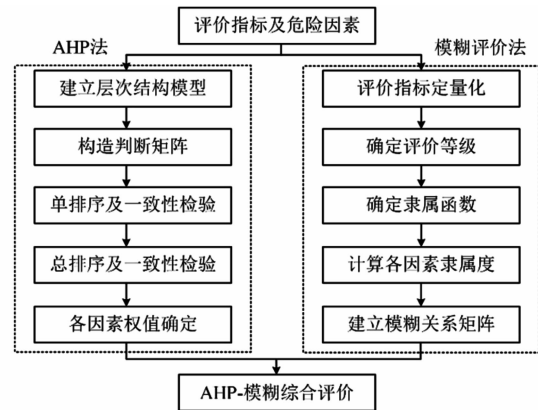 评价指标及危险因素
AHP法
模糊评价法
建立层次结构模型
构造判断矩阵
单排序及一致性检验
总排序及一致性检验
各因素权值确定
评价指标定量化
确定评价等级
确定隶属函数
计算各因素隶属度
建立模糊关系矩阵
AHP-模糊综合评价